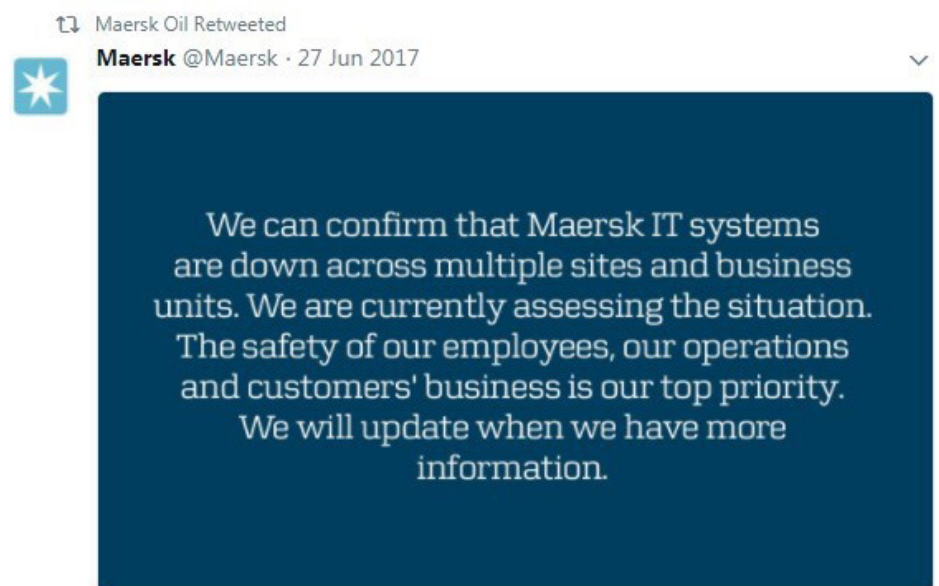 Maersk Oil Retweeted
Maersk @Maersk · 27 Jun 2017
We can confirm that Maersk IT systems
are down across multiple sites and business
units. We are currently assessing the situation.
The safety of our employees, our operations
and customers' business is our top priority.
We will update when we have more
information.